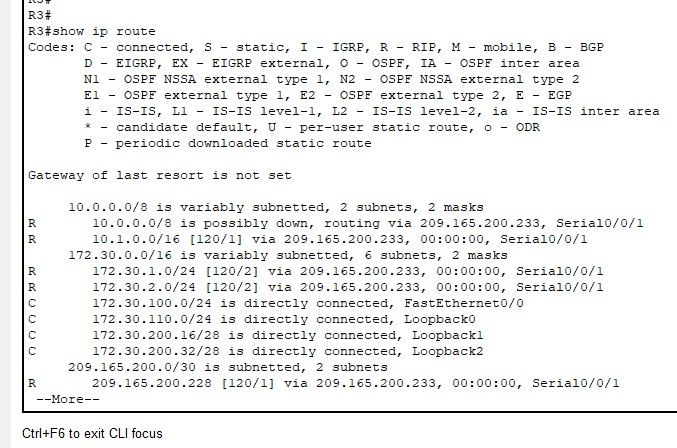 R3#
R3#
R3#show ip route
Codes: C - connected, S - static, I - IGRP, R - RIP, M - mobile, B - BGP
       D - EIGRP, EX - EIGRP external, O - OSPF, IA - OSPF inter area
       N1 - OSPF NSSA external type 1, N2 - OSPF NSSA external type 2
       E1 - OSPF external type 1, E2 - OSPF external type 2, E - EGP
       i - IS-IS, L1 - IS-IS level-1, L2 - IS-IS level-2, ia - IS-IS inter area
       * - candidate default, U - per-user static route, o - ODR
       P - periodic downloaded static route

Gateway of last resort is not set

     10.0.0.0/8 is variably subnetted, 2 subnets, 2 masks
R       10.0.0.0/8 is possibly down, routing via 209.165.200.233, Serial0/0/1
R       10.1.0.0/16 [120/1] via 209.165.200.233, 00:00:00, Serial0/0/1
     172.30.0.0/16 is variably subnetted, 6 subnets, 2 masks
R       172.30.1.0/24 [120/2] via 209.165.200.233, 00:00:00, Serial0/0/1
R       172.30.2.0/24 [120/2] via 209.165.200.233, 00:00:00, Serial0/0/1
C       172.30.100.0/24 is directly connected, FastEthernet0/0
C       172.30.110.0/24 is directly connected, Loopback0
C       172.30.200.16/28 is directly connected, Loopback1
C       172.30.200.32/28 is directly connected, Loopback2
     209.165.200.0/30 is subnetted, 2 subnets
R       209.165.200.228 [120/1] via 209.165.200.233, 00:00:00, Serial0/0/1
 --More--
Ctrl+F6 to exit CLI focus